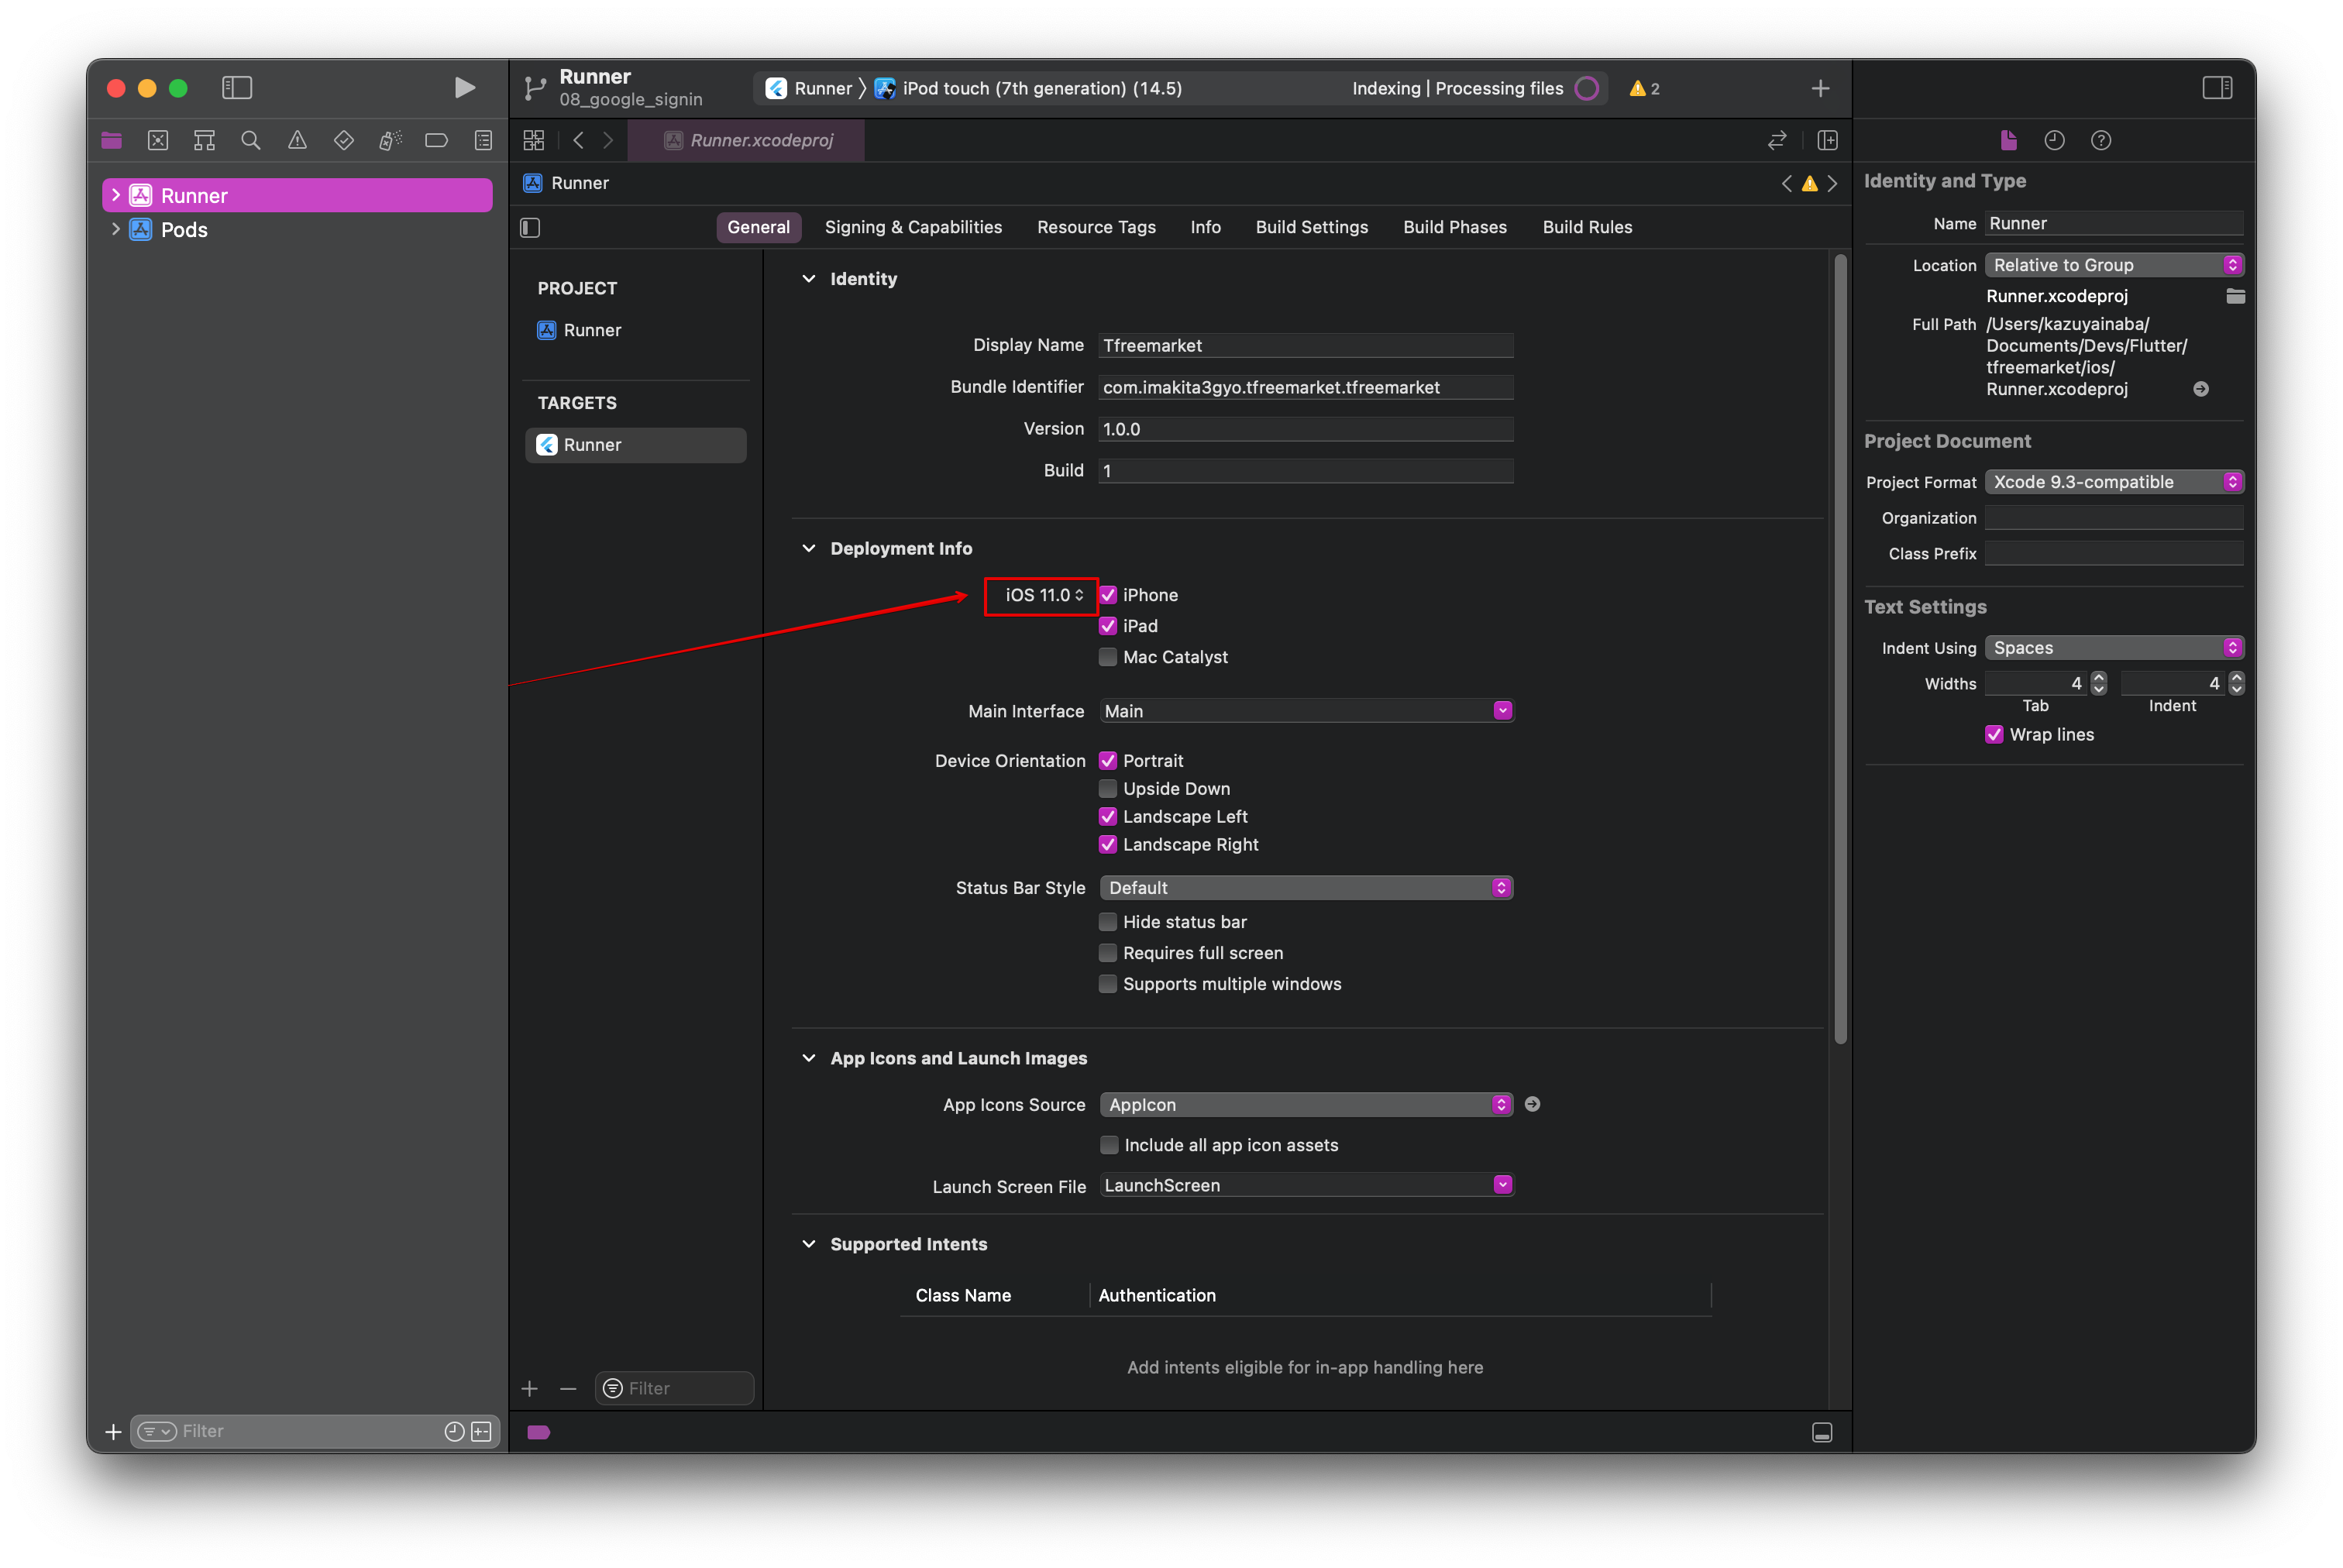 Runner
08_google_signin
Runner 〉 iPod touch (7th generation) (14.5)
Indexing | Processing files
2
Runner.xcodeproj
Runner
Pods
Runner
General
Signing & Capabilities
Resource Tags
Info
Build Settings
Build Phases
Build Rules
PROJECT
Runner
TARGETS
Runner
Filter
Filter
Identity
Display Name Tfreemarket
Bundle Identifier com.imakita3gyo.tfreemarket.tfreemarket
Version 1.0.0
Build 1
Deployment Info
iOS 11.0 iPhone
iPad
Mac Catalyst
Main Interface Main
Device Orientation Portrait
Upside Down
Landscape Left
Landscape Right
Status Bar Style Default
Hide status bar
Requires full screen
Supports multiple windows
App Icons and Launch Images
App Icons Source AppIcon
Include all app icon assets
Launch Screen File LaunchScreen
Supported Intents
Class Name Authentication
Add intents eligible for in-app handling here
Identity and Type
Name Runner
Location Relative to Group
Runner.xcodeproj
Full Path /Users/kazuyainaba/
Documents/Devs/Flutter/
tfreemarket/ios/
Runner.xcodeproj
Project Document
Project Format Xcode 9.3-compatible
Organization
Class Prefix
Text Settings
Indent Using Spaces
Widths 4 4
Tab Indent
Wrap lines